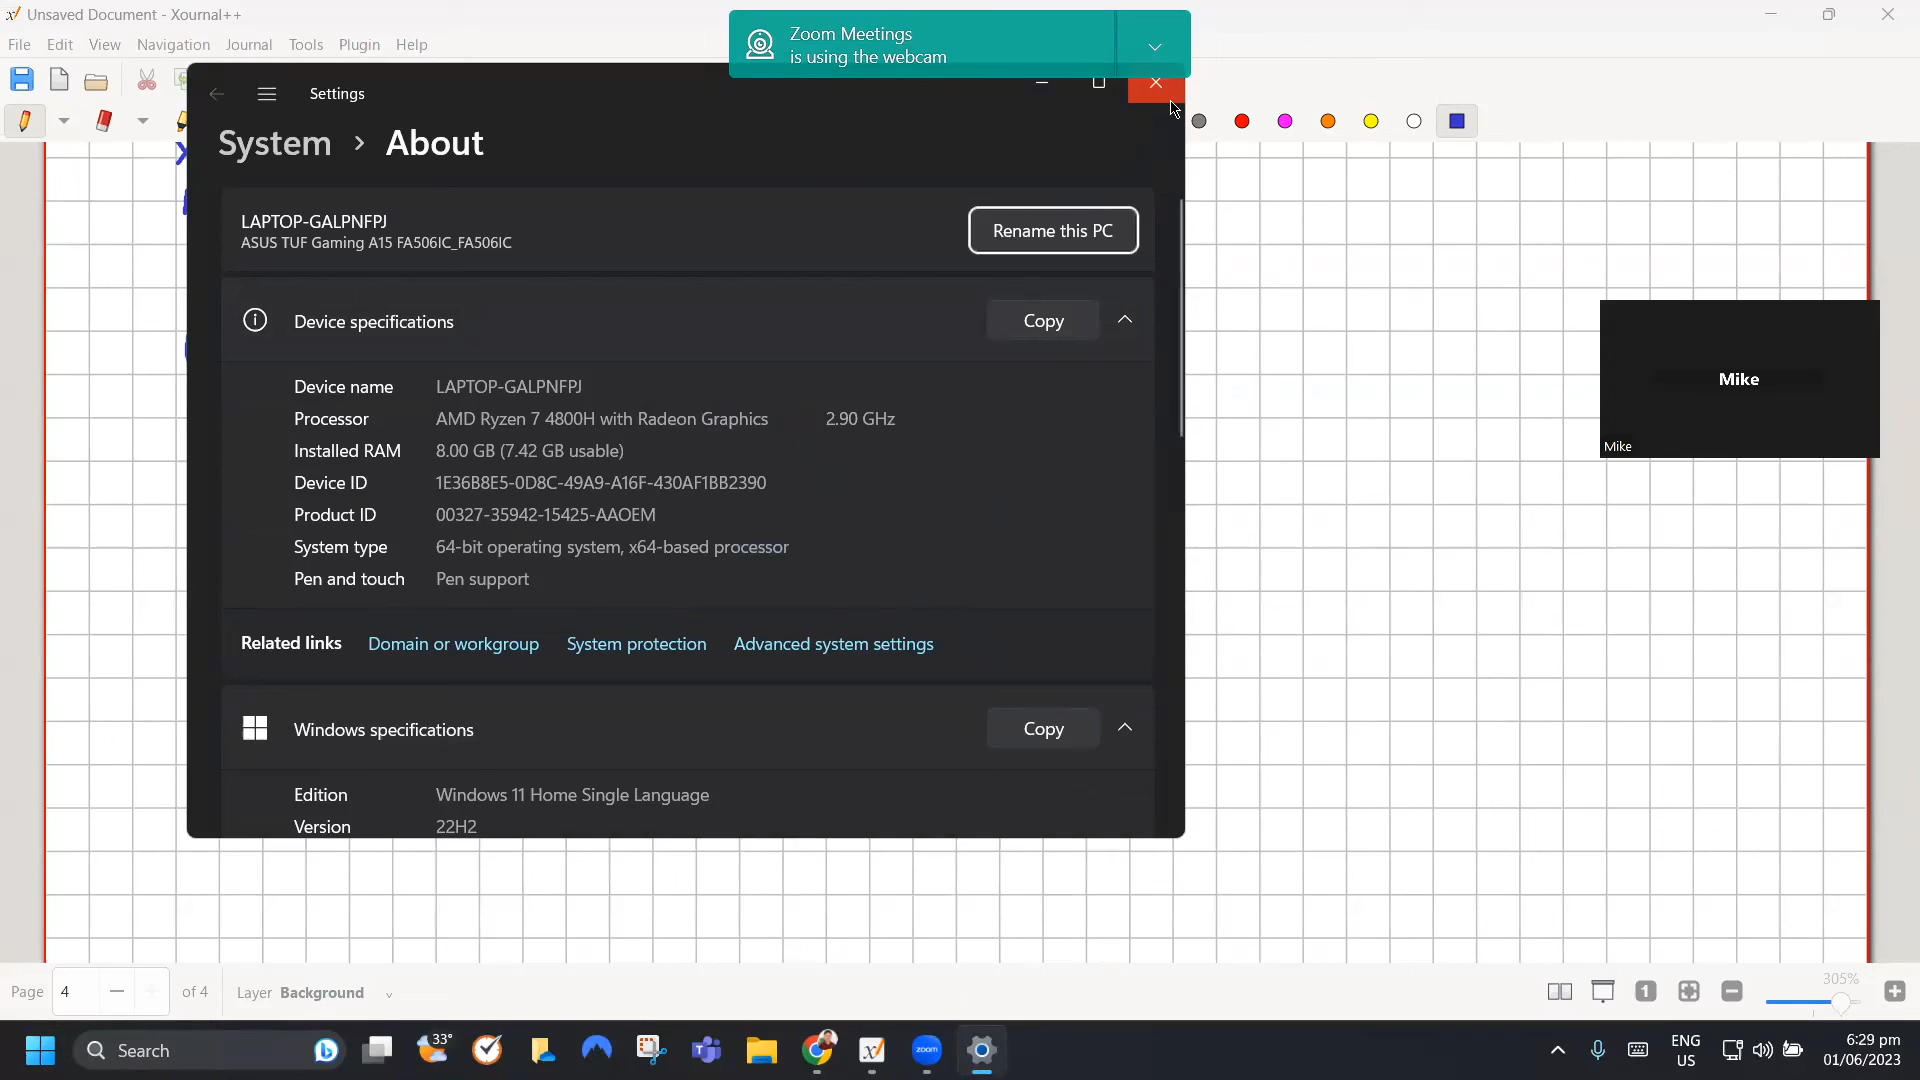 Unsaved Document - Xournal++
File Edit View Navigation Journal Tools Plugin Help
Zoom Meetings
is using the webcam
Settings
System > About
LAPTOP-GALPNFPJ
ASUS TUF Gaming A15 FA506IC_FA506IC
Rename this PC
Device specifications
Copy
Device name LAPTOP-GALPNFPJ
Processor AMD Ryzen 7 4800H with Radeon Graphics 2.90 GHz
Installed RAM 8.00 GB (7.42 GB usable)
Device ID 1E36B8E5-0D8C-49A9-A16F-430AF1BB2390
Product ID 00327-35942-15425-AAOEM
System type 64-bit operating system, x64-based processor
Pen and touch Pen support
Related links Domain or workgroup System protection Advanced system settings
Windows specifications
Copy
Edition Windows 11 Home Single Language
Version 22H2
Mike
Mike
Page 4 of 4 Layer Background
1
305%
Search
33°
zoom
ENG
US
6:29 pm
01/06/2023